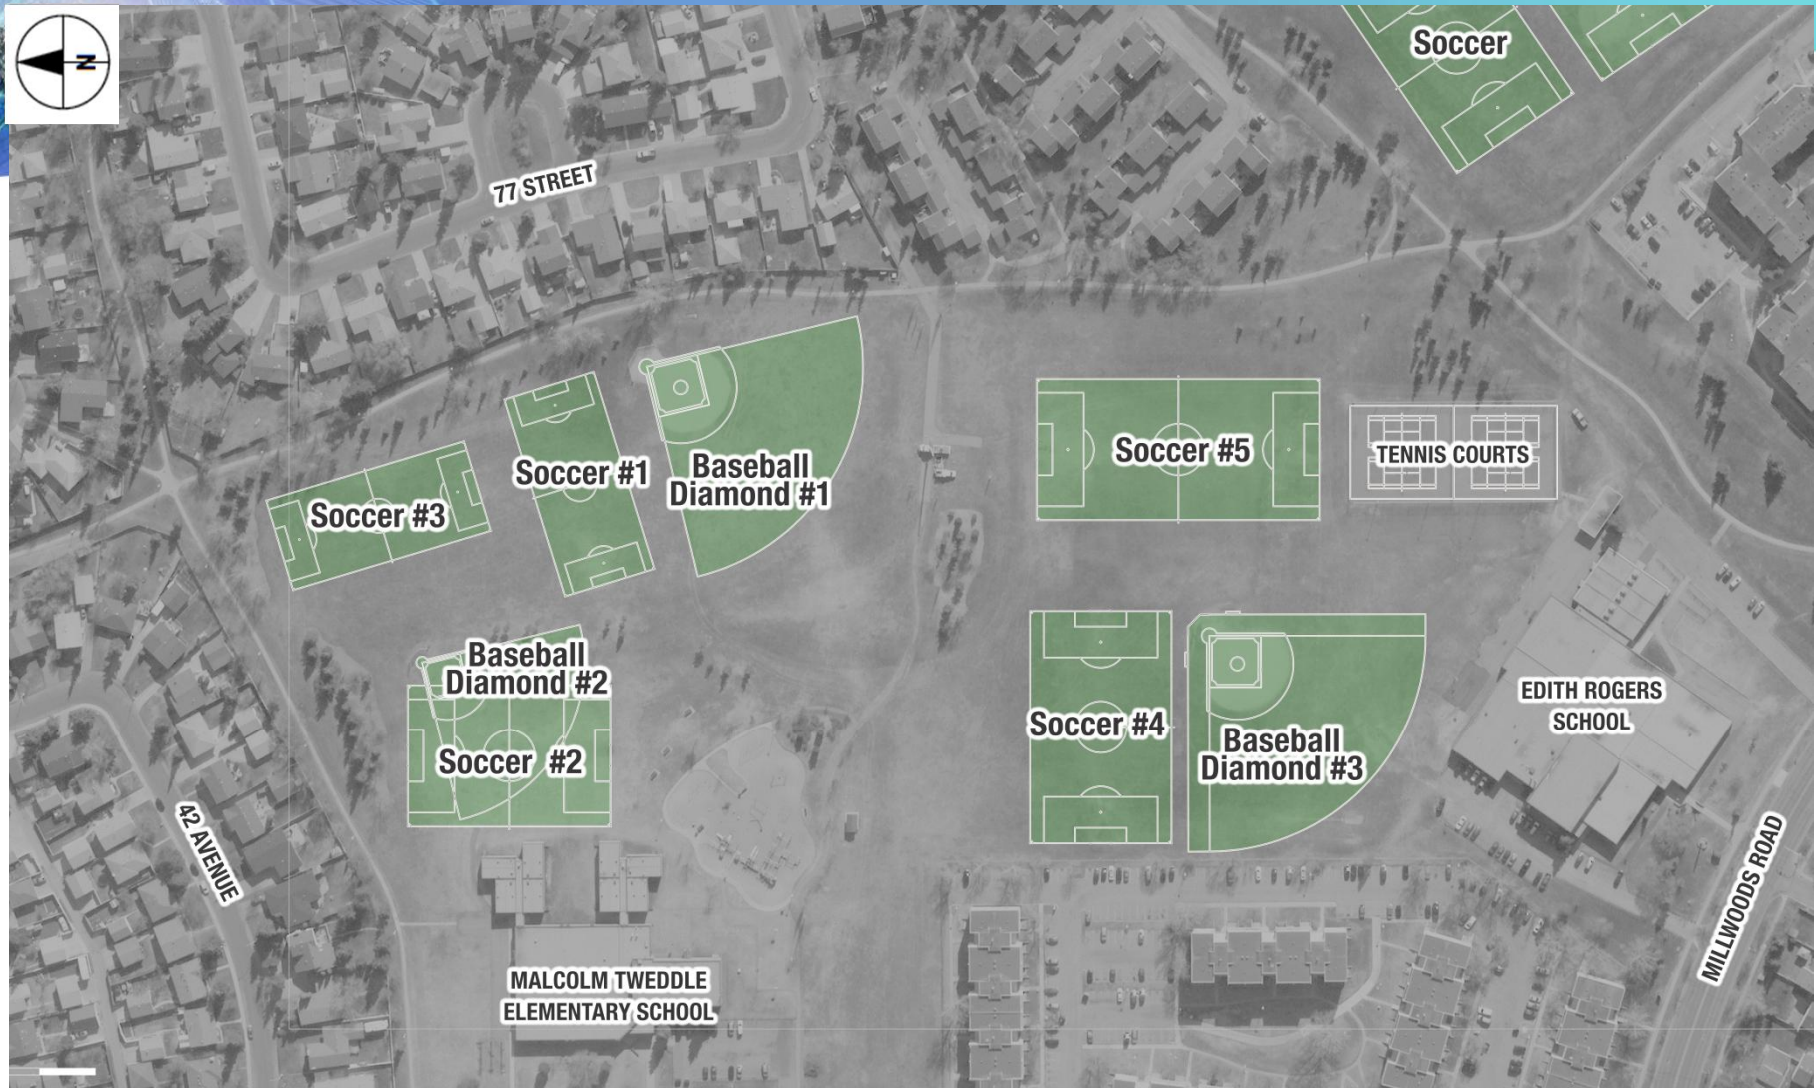 N
Soccer
77 STREET
Soccer #1
Baseball
Diamond #1
Soccer #5
TENNIS COURTS
Soccer #3
Baseball
Diamond #2
Soccer #2
Soccer #4
Baseball
Diamond #3
EDITH ROGERS
SCHOOL
42 AVENUE
MILLWOODS ROAD
MALCOLM TWEDDLE
ELEMENTARY SCHOOL